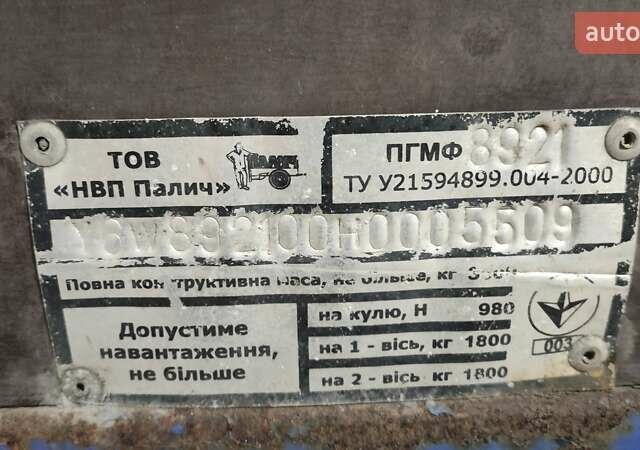 auto
ТОВ
«НВП Палич»
ПАЛИЧ
ПГМФ 8921
ТУ У21594899.004-2000
Y6W892100H0005509
Повна конструктивна маса, не більше, кг
Допустиме
навантаження,
не більше
на кулю, Н 980
на 1 - вісь, кг 1800
на 2 - вісь, кг 1800
003